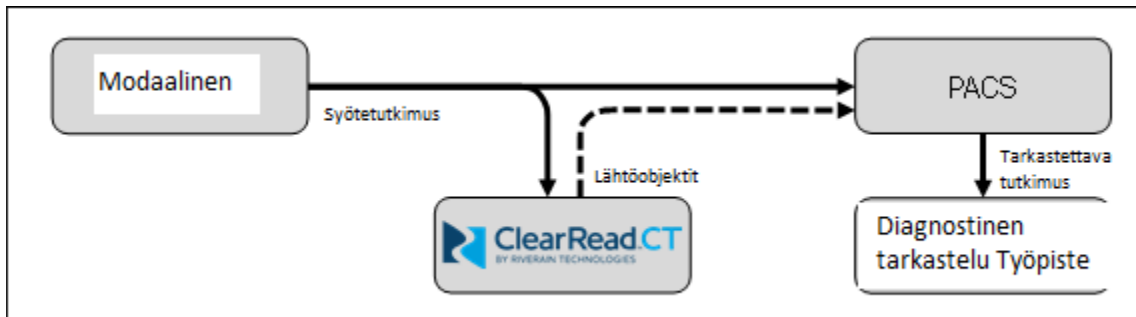 Modaalinen
Syötetutkimus
PACS
Lähtöobjektit
Tarkastettava
tutkimus
ClearRead.CT
BY RIVERAIN TECHNOLOGIES
Diagnostinen
tarkastelu Työpiste